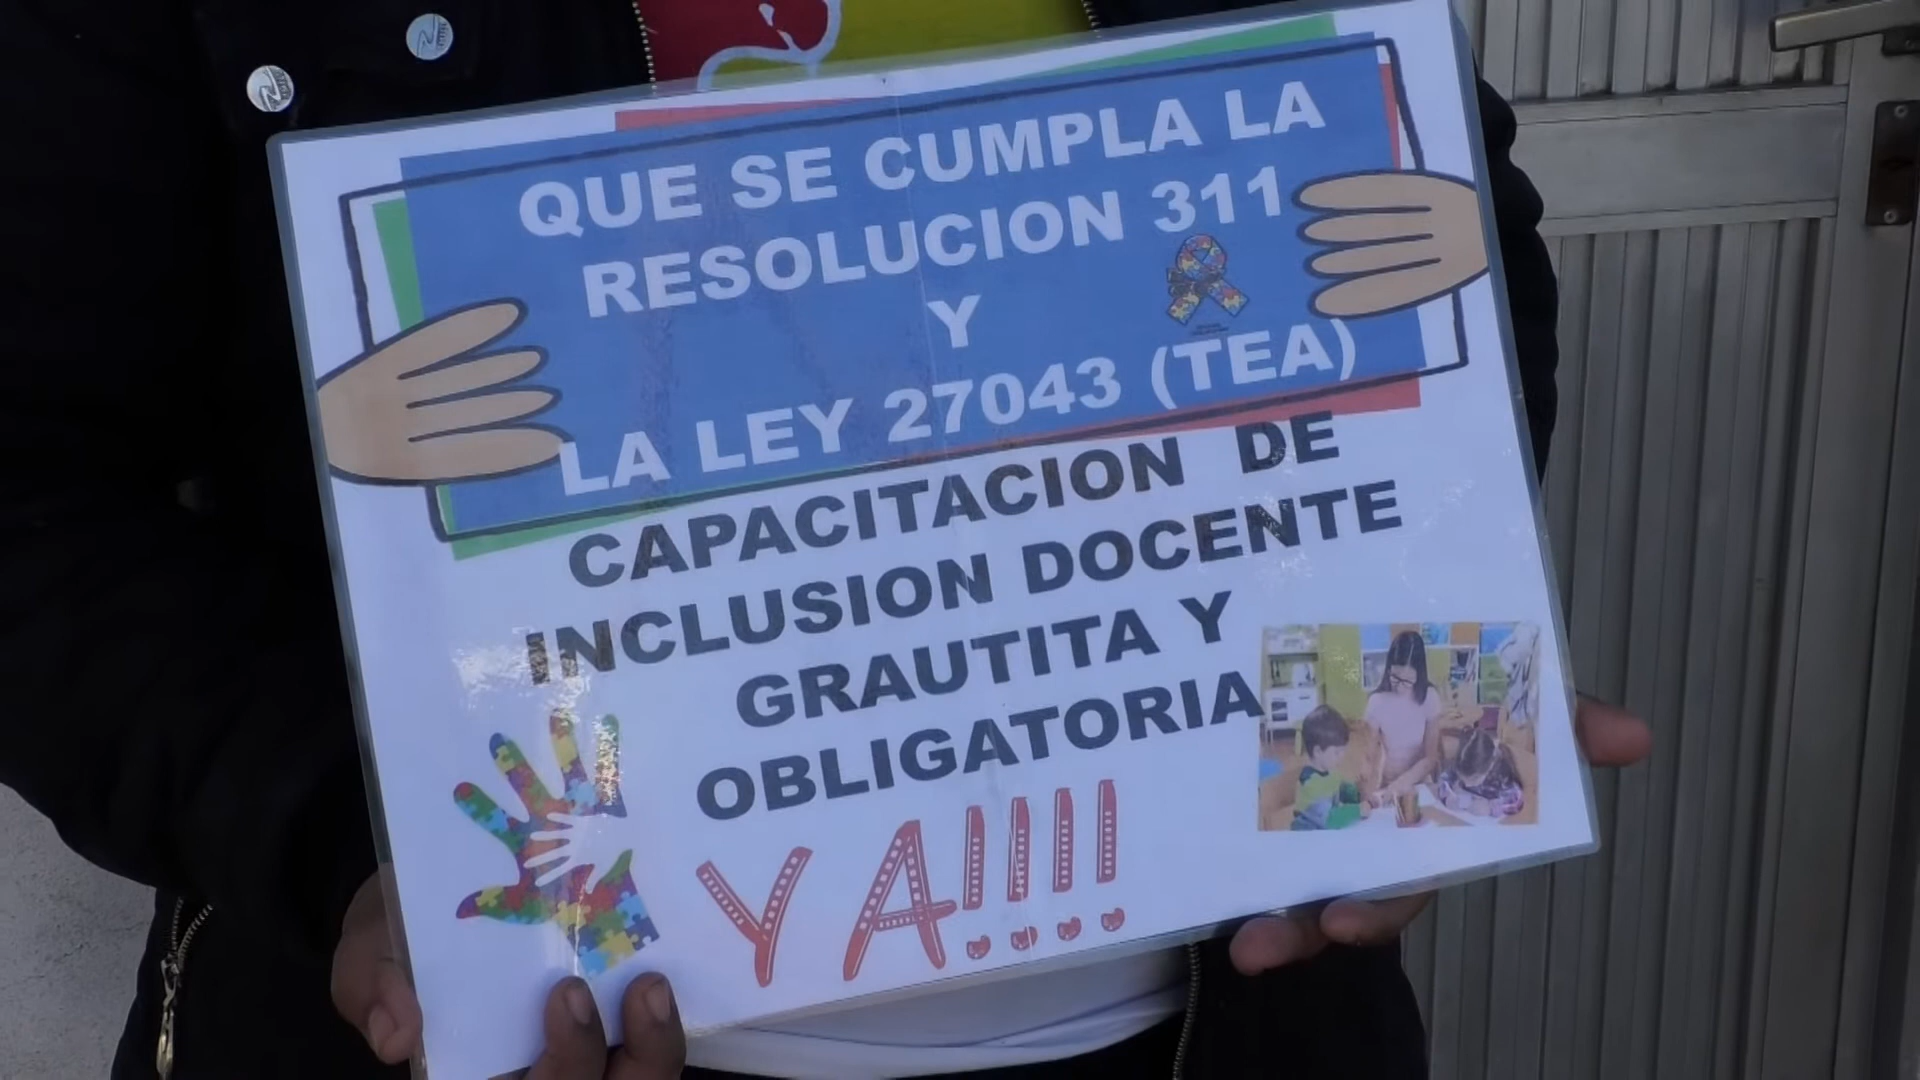 QUE SE CUMPLA LA
RESOLUCION 311
Y
LA LEY 27043 (TEA)
CAPACITACION DE
INCLUSION DOCENTE
GRAUTITA Y
OBLIGATORIA
YA!!!!